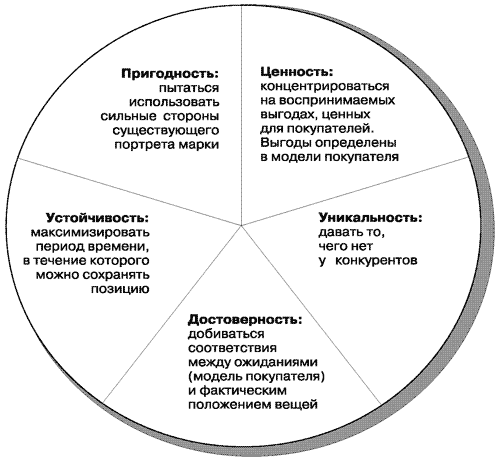 Пригодность:
пытаться
использовать
сильные стороны
существующего
портрета марки
Ценность:
концентрироваться
на воспринимаемых
выгодах, ценных
для покупателей.
Выгоды определены
в модели покупателя
Устойчивость:
максимизировать
период времени,
в течение которого
можно сохранять
позицию
Уникальность:
давать то,
чего нет
у конкурентов
Достоверность:
добиваться
соответствия
между ожиданиями
(модель покупателя)
и фактическим
положением вещей